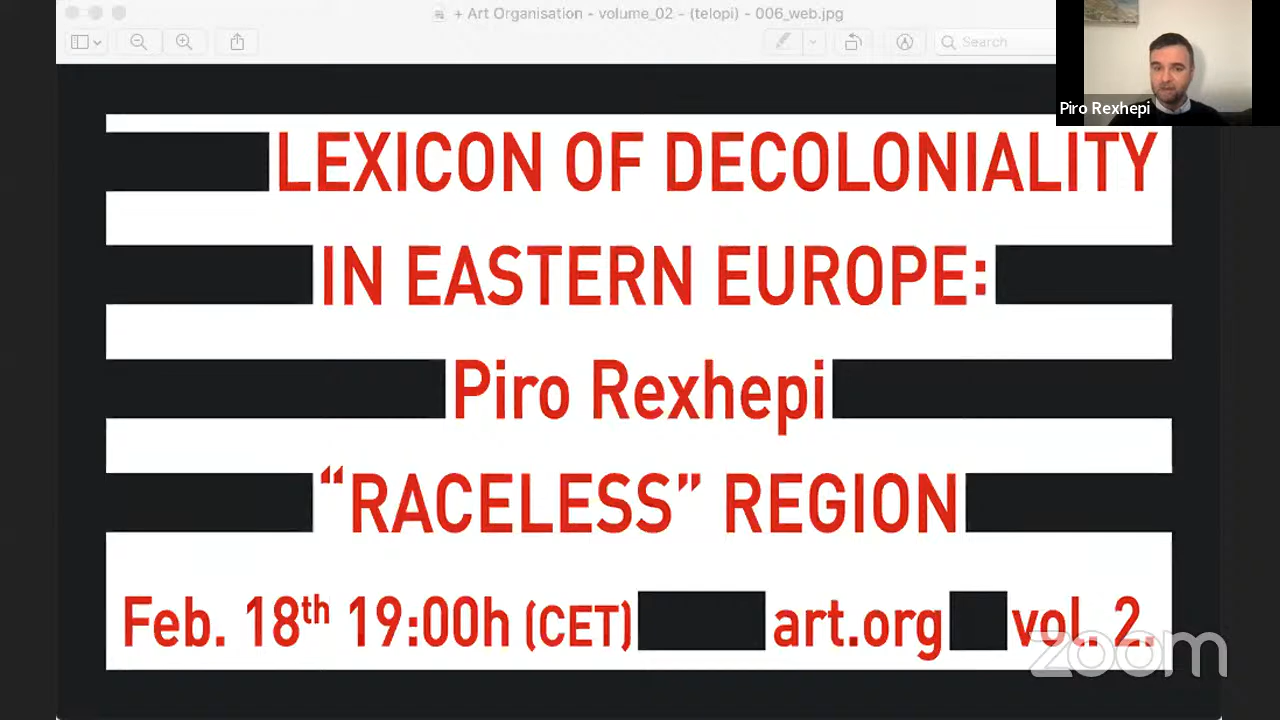 + Art Organisation - volume_02 - (telopi) - 006_web.jpg
Search
Piro Rexhepi
LEXICON OF DECOLONIALITY
IN EASTERN EUROPE:
Piro Rexhepi
“RACELESS” REGION
Feb. 18th 19:00h (CET) art.org vol. 2.
zoom